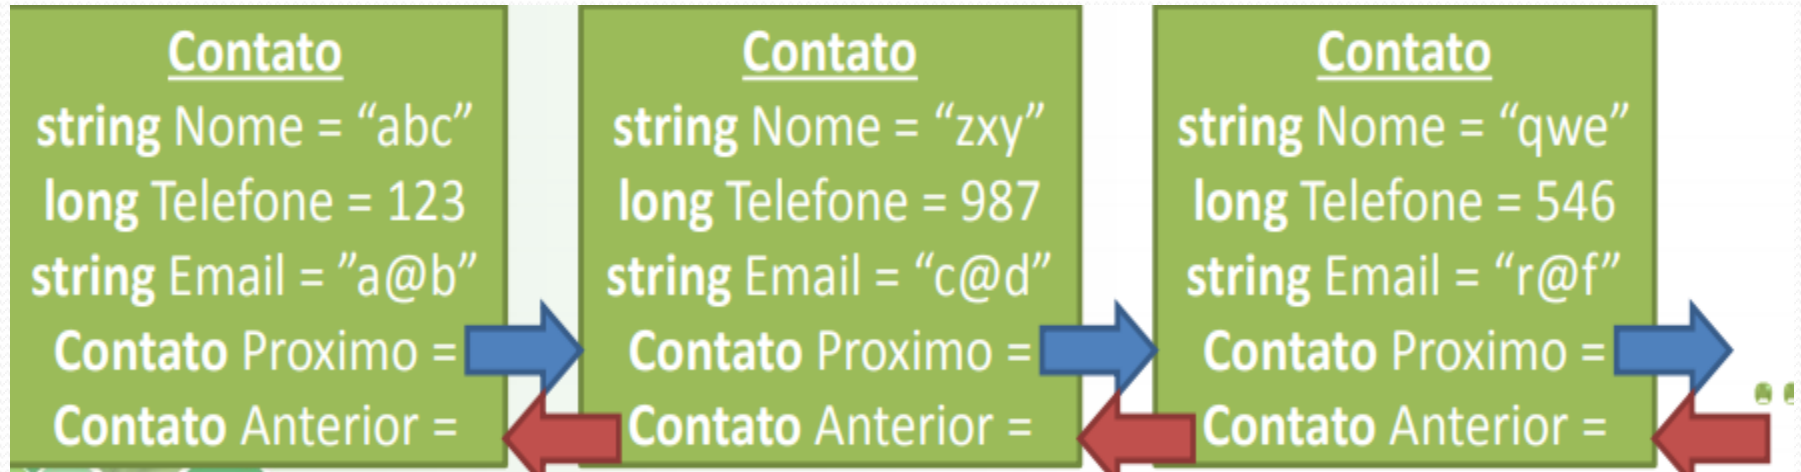 Contato
string Nome = “abc”
long Telefone = 123
string Email = ”a@b”
Contato Proximo =
Contato Anterior =
Contato
string Nome = “zxy”
long Telefone = 987
string Email = “c@d”
Contato Proximo =
Contato Anterior =
Contato
string Nome = “qwe”
long Telefone = 546
string Email = “r@f”
Contato Proximo =
Contato Anterior =